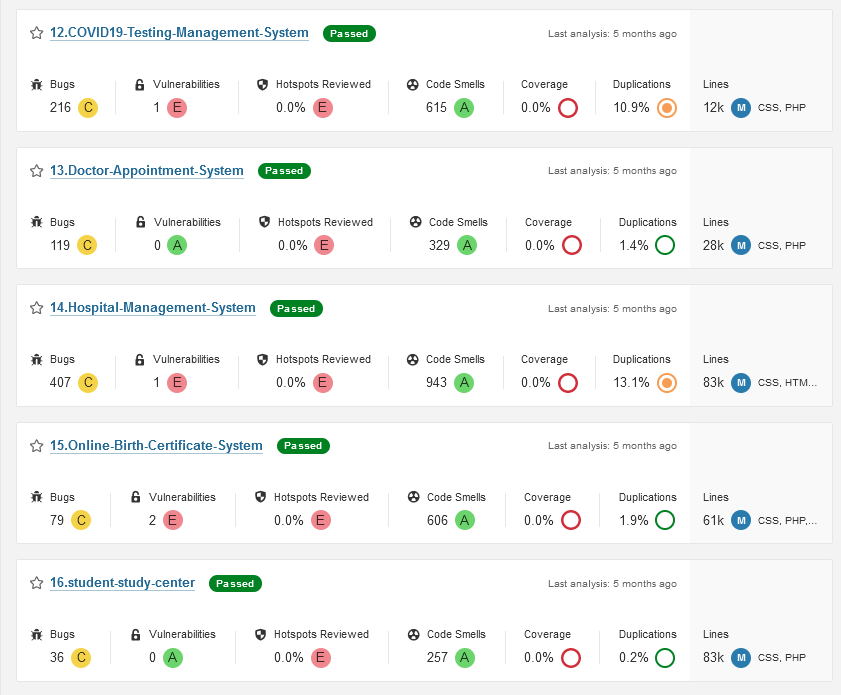 12.COVID19-Testing-Management-System Passed Last analysis: 5 months ago
Bugs Vulnerabilities Hotspots Reviewed Code Smells Coverage Duplications Lines
216 C 1 E 0.0% E 615 A 0.0% 10.9% 12k M CSS, PHP
13.Doctor-Appointment-System Passed Last analysis: 5 months ago
Bugs Vulnerabilities Hotspots Reviewed Code Smells Coverage Duplications Lines
119 C 0 A 0.0% E 329 A 0.0% 1.4% 28k M CSS, PHP
14.Hospital-Management-System Passed Last analysis: 5 months ago
Bugs Vulnerabilities Hotspots Reviewed Code Smells Coverage Duplications Lines
407 C 1 E 0.0% E 943 A 0.0% 13.1% 83k M CSS, HTM...
15.Online-Birth-Certificate-System Passed Last analysis: 5 months ago
Bugs Vulnerabilities Hotspots Reviewed Code Smells Coverage Duplications Lines
79 C 2 E 0.0% E 606 A 0.0% 1.9% 61k M CSS, PHP,...
16.student-study-center Passed Last analysis: 5 months ago
Bugs Vulnerabilities Hotspots Reviewed Code Smells Coverage Duplications Lines
36 C 0 A 0.0% E 257 A 0.0% 0.2% 83k M CSS, PHP